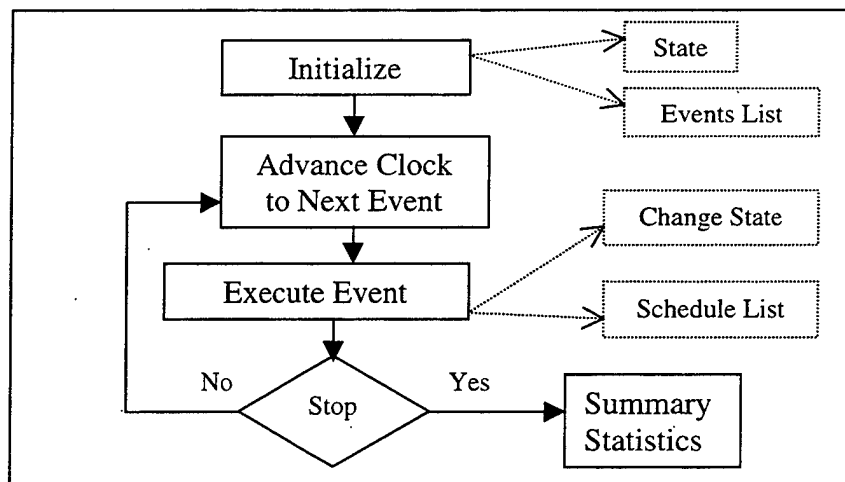 Initialize
State
Events List
Advance Clock
to Next Event
Change State
Execute Event
Schedule List
No
Stop
Yes
Summary
Statistics